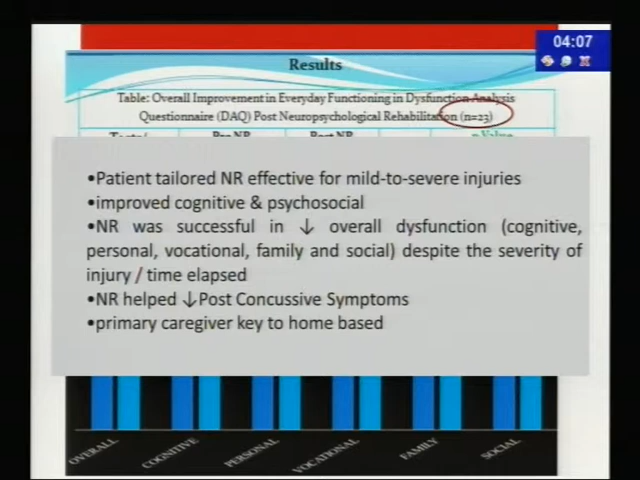 04:07
Results
Table: Overall Improvement in Everyday Functioning in Dysfunction Analysis
Questionnaire (DAQ) Post Neuropsychological Rehabilitation (n=23)
•Patient tailored NR effective for mild-to-severe injuries
•improved cognitive & psychosocial
•NR was successful in ↓ overall dysfunction (cognitive,
personal, vocational, family and social) despite the severity of
injury / time elapsed
•NR helped ↓Post Concussive Symptoms
•primary caregiver key to home based
OVERALL COGNITIVE PERSONAL VOCATIONAL FAMILY SOCIAL